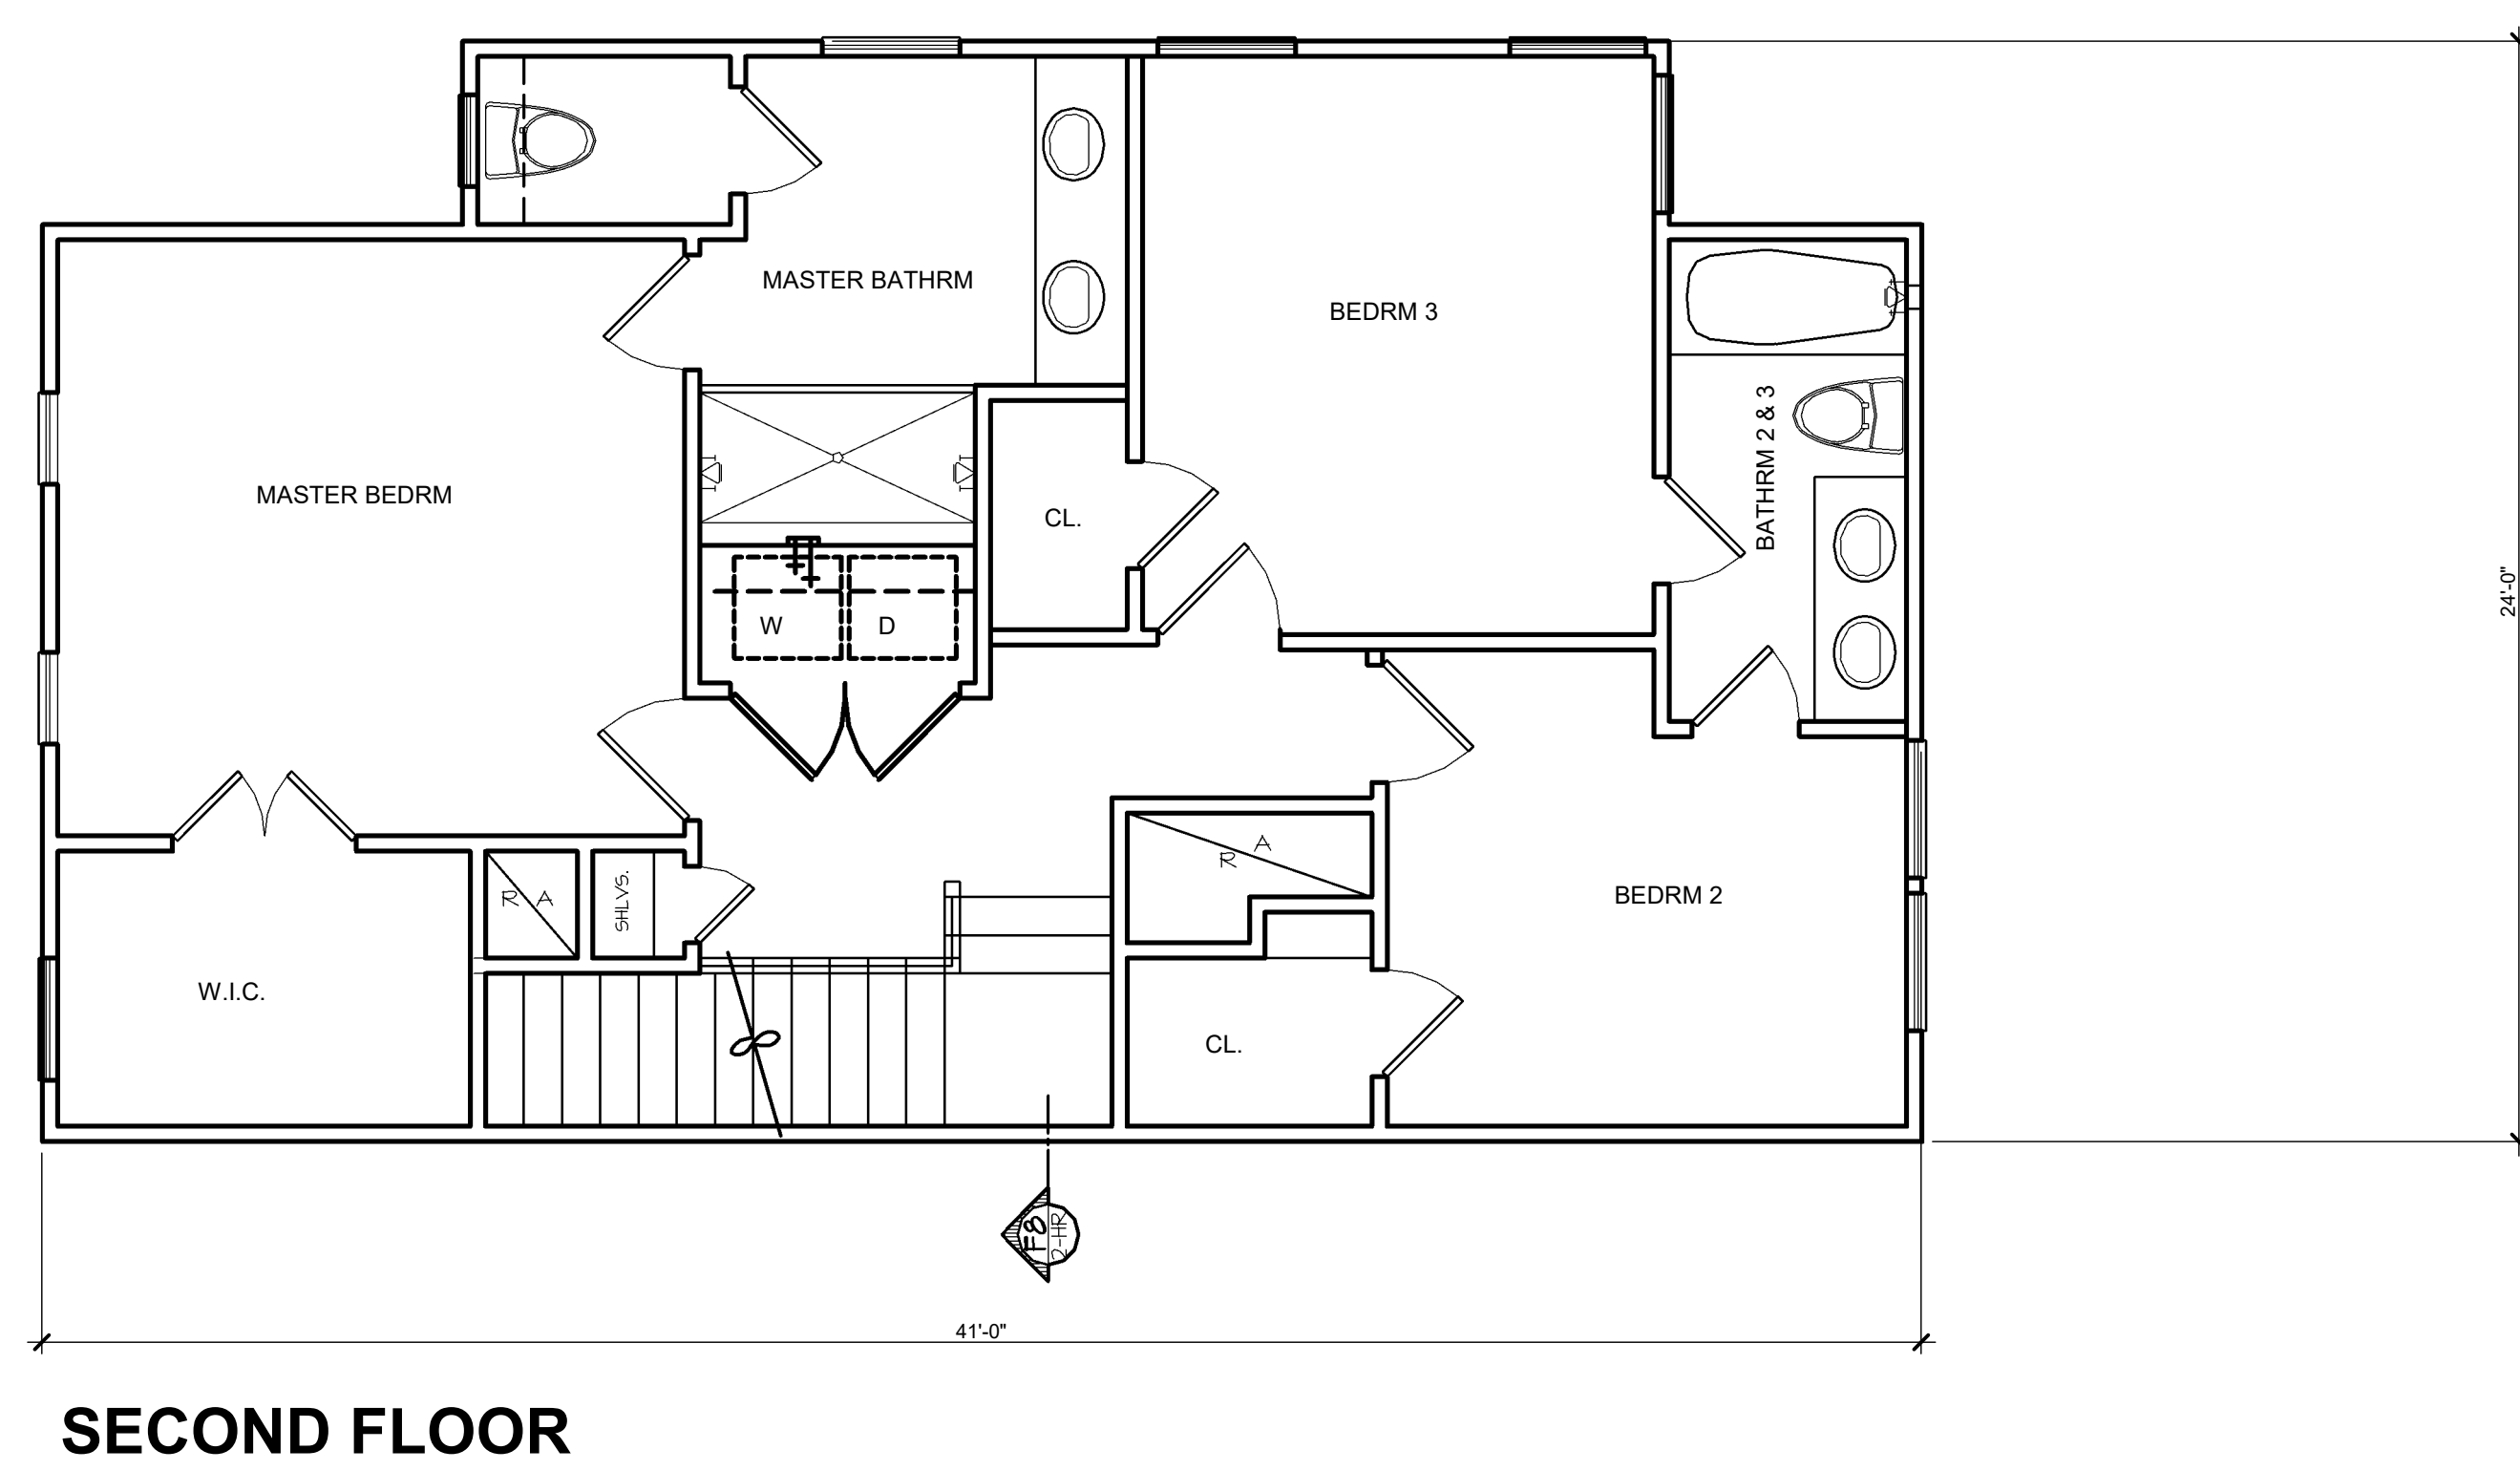 MASTER BATHRM
BEDRM 3
BATHRM 2 & 3
MASTER BEDRM
CL.
W
D
24'-0"
R A
R A
SHLVS.
BEDRM 2
W.I.C.
CL.
F8
2-HR
41'-0"
SECOND FLOOR